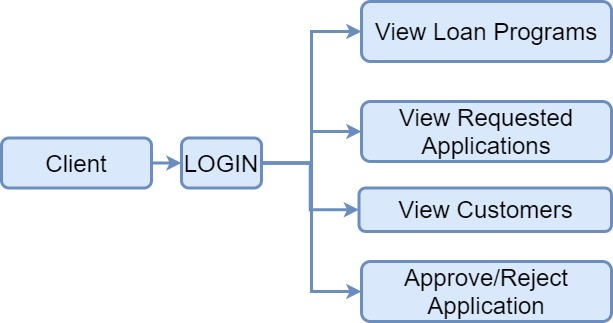 Client
LOGIN
View Loan Programs
View Requested
Applications
View Customers
Approve/Reject
Application